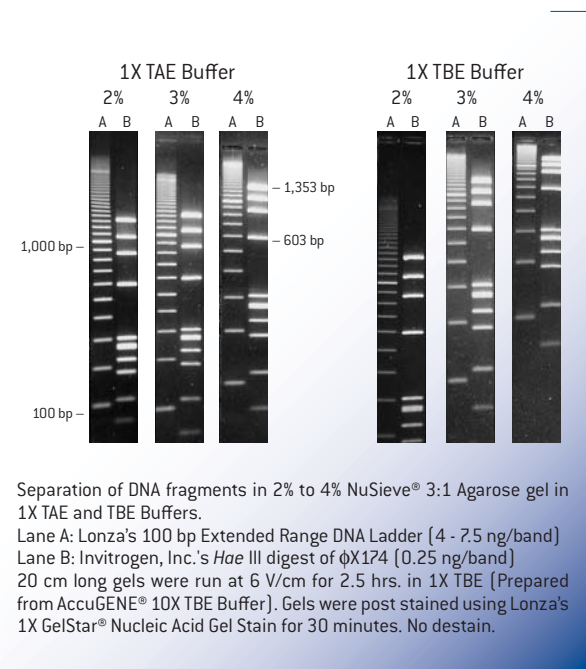 1X TAE Buffer 1X TBE Buffer
2% 3% 4% 2% 3% 4%
A B A B A B A B A B A B
– 1,353 bp
– 603 bp
1,000 bp –
100 bp –
Separation of DNA fragments in 2% to 4% NuSieve® 3:1 Agarose gel in
1X TAE and TBE Buffers.
Lane A: Lonza's 100 bp Extended Range DNA Ladder (4 - 7.5 ng/band)
Lane B: Invitrogen, Inc.'s Hae III digest of ϕX174 (0.25 ng/band)
20 cm long gels were run at 6 V/cm for 2.5 hrs. in 1X TBE (Prepared
from AccuGENE® 10X TBE Buffer). Gels were post stained using Lonza's
1X GelStar® Nucleic Acid Gel Stain for 30 minutes. No destain.